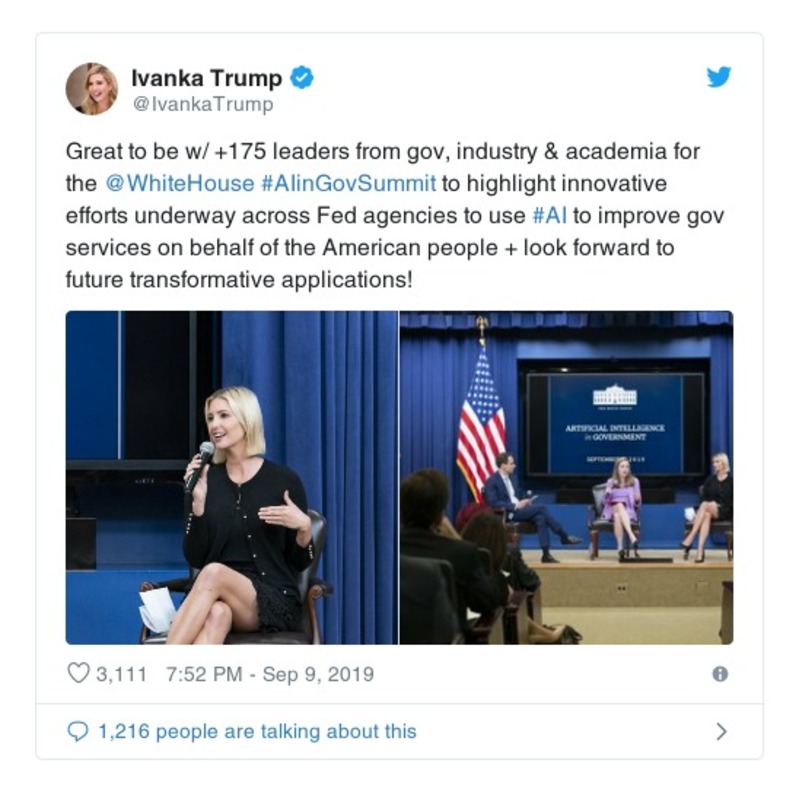 Ivanka Trump
@IvankaTrump
Great to be w/ +175 leaders from gov, industry & academia for
the @WhiteHouse #AIinGovSummit to highlight innovative
efforts underway across Fed agencies to use #AI to improve gov
services on behalf of the American people + look forward to
future transformative applications!
THE WHITE HOUSE
ARTIFICIAL INTELLIGENCE
in GOVERNMENT
3,111 7:52 PM - Sep 9, 2019
1,216 people are talking about this